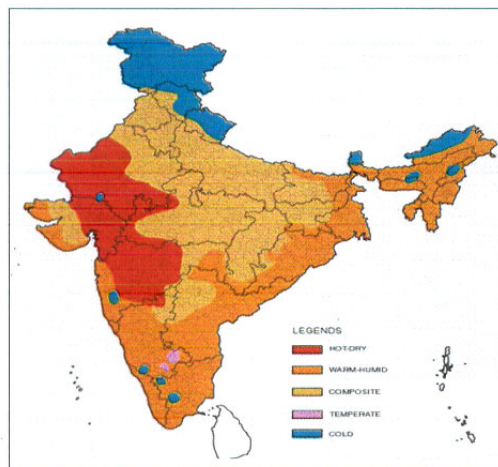 LEGENDS
HOT-DRY
WARM-HUMID
COMPOSITE
TEMPERATE
COLD